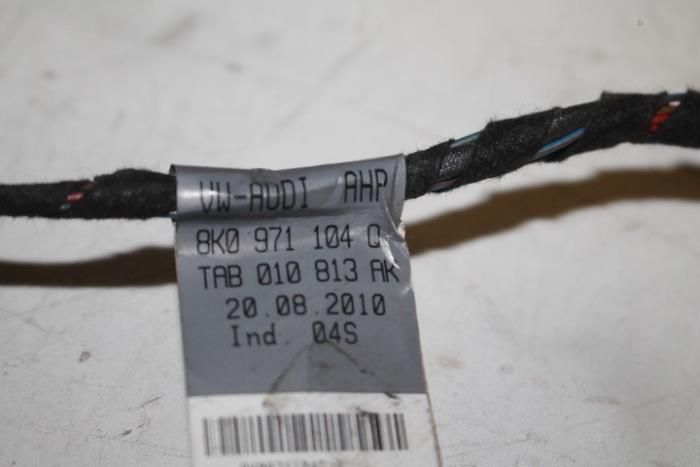 VW-AUDI AHP
8K0 971 104 Q
TAB 010 813 AK
20.08.2010
Ind. 04S